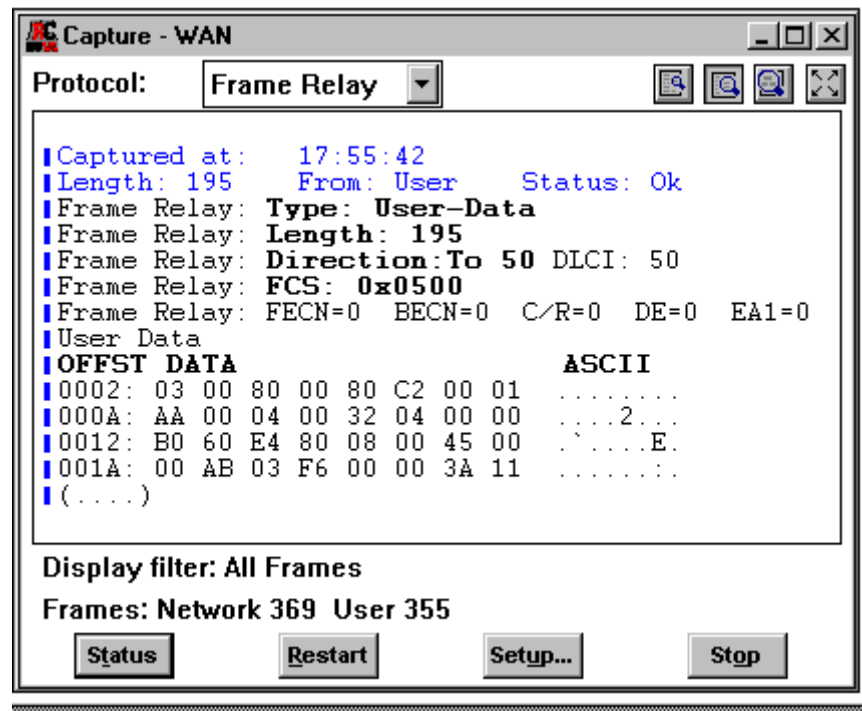 Capture - WAN
Protocol: Frame Relay
Captured at: 17:55:42
Length: 195 From: User Status: Ok
Frame Relay: Type: User-Data
Frame Relay: Length: 195
Frame Relay: Direction:To 50 DLCI: 50
Frame Relay: FCS: 0x0500
Frame Relay: FECN=0 BECN=0 C/R=0 DE=0 EA1=0
User Data
OFFST DATA ASCII
0002: 03 00 80 00 80 C2 00 01 ........
000A: AA 00 04 00 32 04 00 00 ....2...
0012: B0 60 E4 80 08 00 45 00 .`....E.
001A: 00 AB 03 F6 00 00 3A 11 ......:.
(....)
Display filter: All Frames
Frames: Network 369 User 355
Status Restart Setup... Stop